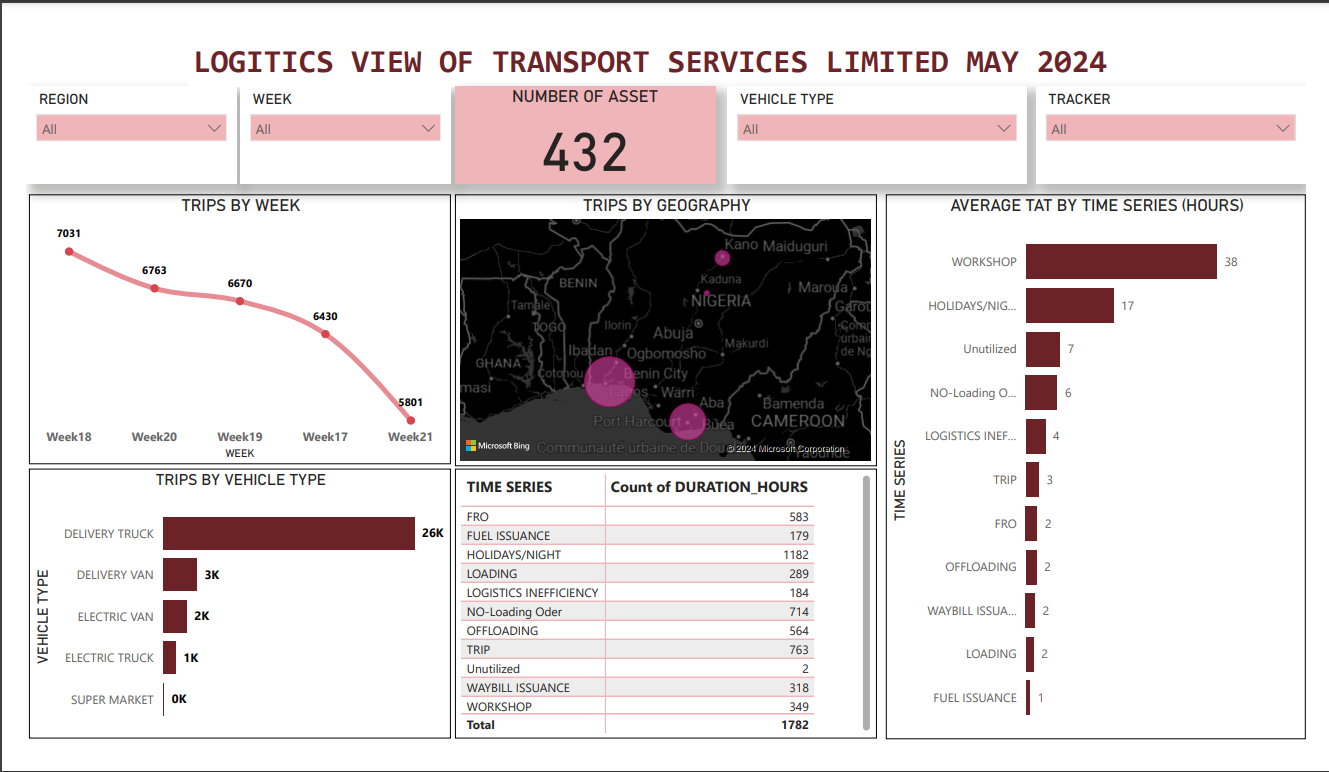 LOGITICS VIEW OF TRANSPORT SERVICES LIMITED MAY 2024
REGION
All
WEEK
All
NUMBER OF ASSET
432
VEHICLE TYPE
All
TRACKER
All
TRIPS BY WEEK
7031
6763
6670
6430
5801
Week18 Week20 Week19 Week17 Week21
WEEK
TRIPS BY GEOGRAPHY
Kano Maiduguri
Kaduna
BENIN
NIGERIA
Maroua
Tamale
Garou
TOGO
Ilorin
Abuja
Ibadan Ogbomosho
Makurdi
GHANA
Cotonou
Lagos
Benin City
Warri
masi
Aba
Bamenda
Port Harcourt
Buea
CAMEROON
Communauté urbaine de Dou
Yaoundé
Microsoft Bing
© 2024 Microsoft Corporation
AVERAGE TAT BY TIME SERIES (HOURS)
TIME SERIES
WORKSHOP 38
HOLIDAYS/NIG... 17
Unutilized 7
NO-Loading O... 6
LOGISTICS INEF... 4
TRIP 3
FRO 2
OFFLOADING 2
WAYBILL ISSUA... 2
LOADING 2
FUEL ISSUANCE 1
TRIPS BY VEHICLE TYPE
VEHICLE TYPE
DELIVERY TRUCK 26K
DELIVERY VAN 3K
ELECTRIC VAN 2K
ELECTRIC TRUCK 1K
SUPER MARKET 0K
TIME SERIES Count of DURATION_HOURS
FRO 583
FUEL ISSUANCE 179
HOLIDAYS/NIGHT 1182
LOADING 289
LOGISTICS INEFFICIENCY 184
NO-Loading Oder 714
OFFLOADING 564
TRIP 763
Unutilized 2
WAYBILL ISSUANCE 318
WORKSHOP 349
Total 1782